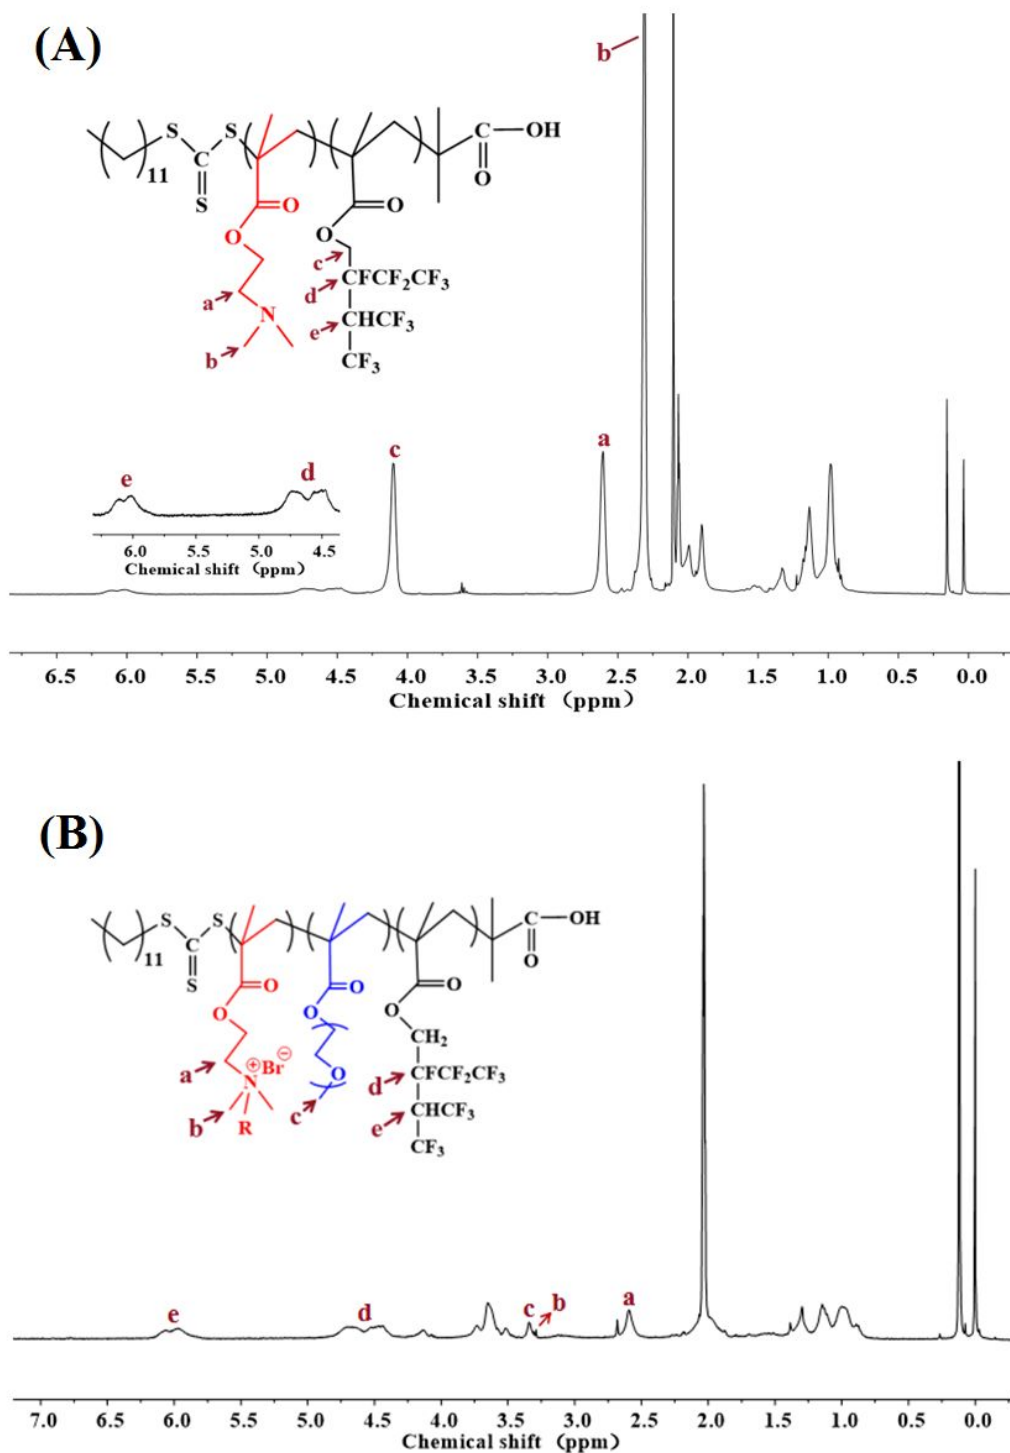 (A)
b
S S C OH
C O
11
S O O
O O
c
d CFCF₂CF₃
a
N e CHCF₃
b
CF₃
c
a
e d
6.0 5.5 5.0 4.5
Chemical shift (ppm)
6.5 6.0 5.5 5.0 4.5 4.0 3.5 3.0 2.5 2.0 1.5 1.0 0.5 0.0
Chemical shift (ppm)
(B)
S S C OH
C O
11
S O O O
O O O
CH₂
a ⊕Br⊖
N O d CFCF₂CF₃
b R c e CHCF₃
CF₃
e d c b a
7.0 6.5 6.0 5.5 5.0 4.5 4.0 3.5 3.0 2.5 2.0 1.5 1.0 0.5 0.0
Chemical shift (ppm)